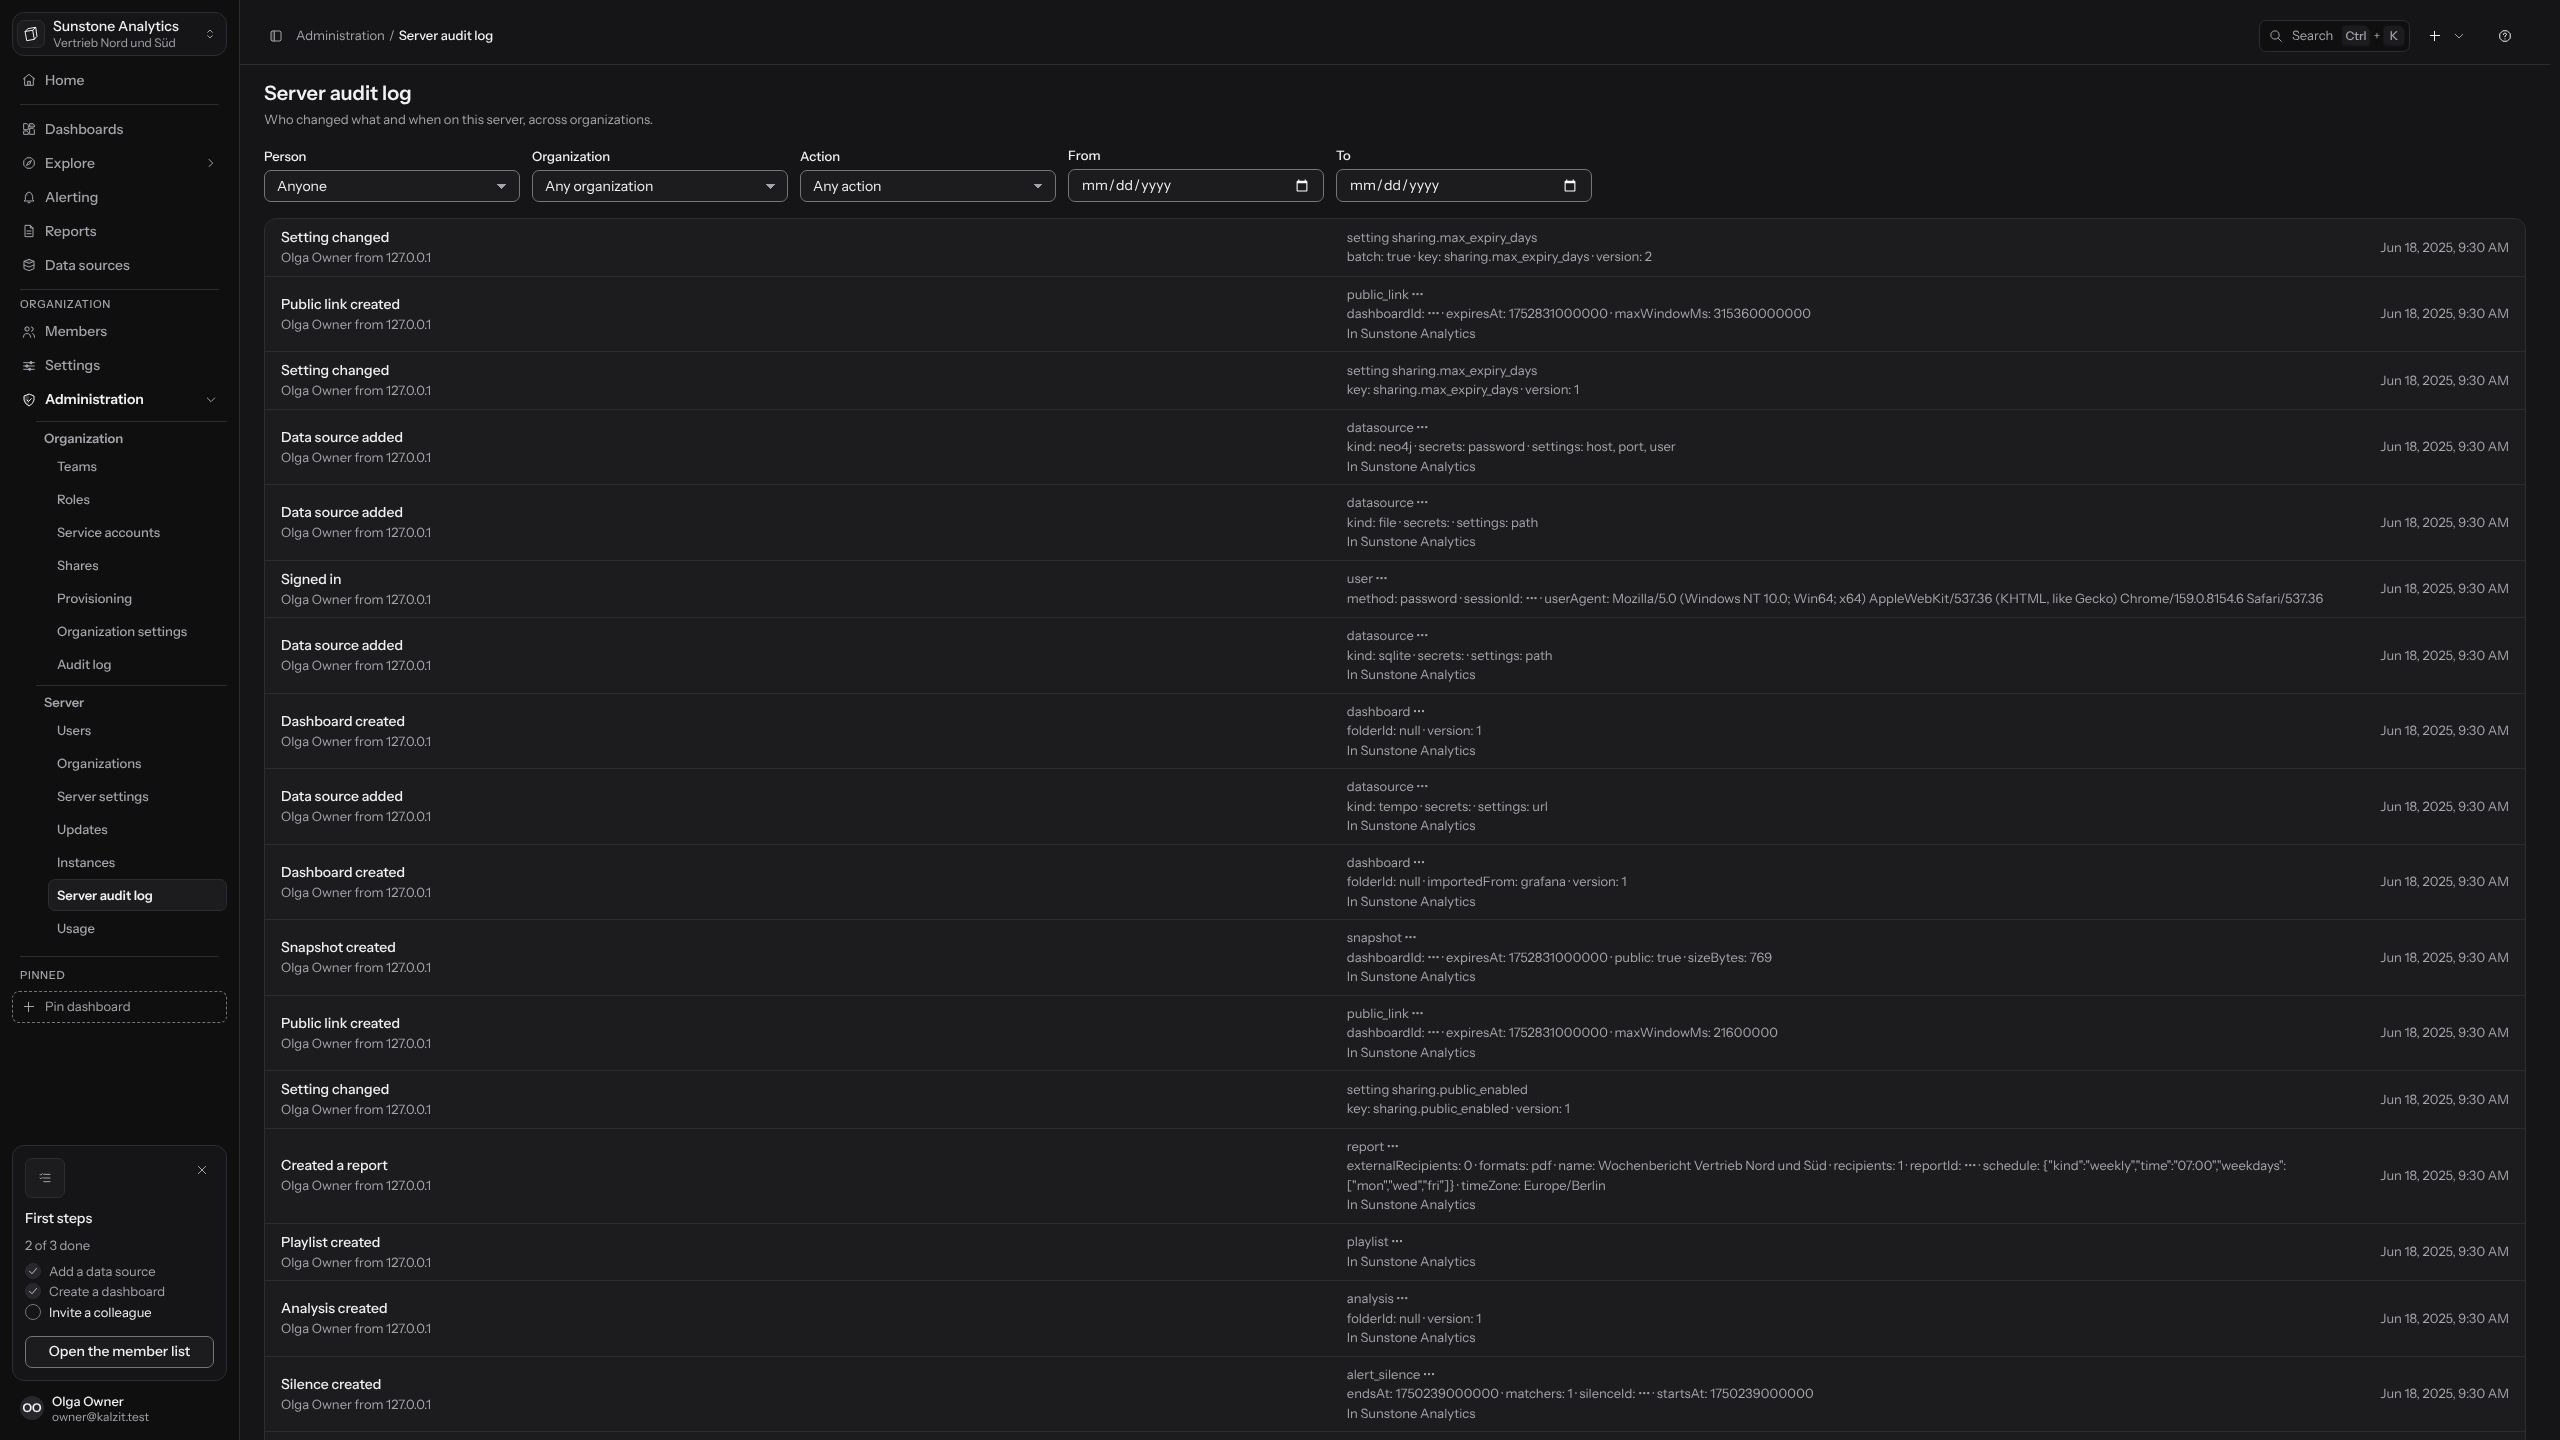 Sunstone Analytics
Vertrieb Nord und Süd
Home
Dashboards
Explore
Alerting
Reports
Data sources
ORGANIZATION
Members
Settings
Administration
Organization
Teams
Roles
Service accounts
Shares
Provisioning
Organization settings
Audit log
Server
Users
Organizations
Server settings
Updates
Instances
Server audit log
Usage
PINNED
Pin dashboard
First steps
2 of 3 done
Add a data source
Create a dashboard
Invite a colleague
Open the member list
OO
Olga Owner
owner@kalzit.test
Administration / Server audit log
Search Ctrl + K
Server audit log
Who changed what and when on this server, across organizations.
Person
Anyone
Organization
Any organization
Action
Any action
From
mm/dd/yyyy
To
mm/dd/yyyy
Setting changed
Olga Owner from 127.0.0.1
setting sharing.max_expiry_days
batch: true · key: sharing.max_expiry_days · version: 2
Jun 18, 2025, 9:30 AM
Public link created
Olga Owner from 127.0.0.1
public_link ···
dashboardId: ··· · expiresAt: 1752831000000 · maxWindowMs: 315360000000
In Sunstone Analytics
Jun 18, 2025, 9:30 AM
Setting changed
Olga Owner from 127.0.0.1
setting sharing.max_expiry_days
key: sharing.max_expiry_days · version: 1
Jun 18, 2025, 9:30 AM
Data source added
Olga Owner from 127.0.0.1
datasource ···
kind: neo4j · secrets: password · settings: host, port, user
In Sunstone Analytics
Jun 18, 2025, 9:30 AM
Data source added
Olga Owner from 127.0.0.1
datasource ···
kind: file · secrets: · settings: path
In Sunstone Analytics
Jun 18, 2025, 9:30 AM
Signed in
Olga Owner from 127.0.0.1
user ···
method: password · sessionId: ··· · userAgent: Mozilla/5.0 (Windows NT 10.0; Win64; x64) AppleWebKit/537.36 (KHTML, like Gecko) Chrome/159.0.8154.6 Safari/537.36
Jun 18, 2025, 9:30 AM
Data source added
Olga Owner from 127.0.0.1
datasource ···
kind: sqlite · secrets: · settings: path
In Sunstone Analytics
Jun 18, 2025, 9:30 AM
Dashboard created
Olga Owner from 127.0.0.1
dashboard ···
folderId: null · version: 1
In Sunstone Analytics
Jun 18, 2025, 9:30 AM
Data source added
Olga Owner from 127.0.0.1
datasource ···
kind: tempo · secrets: · settings: url
In Sunstone Analytics
Jun 18, 2025, 9:30 AM
Dashboard created
Olga Owner from 127.0.0.1
dashboard ···
folderId: null · importedFrom: grafana · version: 1
In Sunstone Analytics
Jun 18, 2025, 9:30 AM
Snapshot created
Olga Owner from 127.0.0.1
snapshot ···
dashboardId: ··· · expiresAt: 1752831000000 · public: true · sizeBytes: 769
In Sunstone Analytics
Jun 18, 2025, 9:30 AM
Public link created
Olga Owner from 127.0.0.1
public_link ···
dashboardId: ··· · expiresAt: 1752831000000 · maxWindowMs: 21600000
In Sunstone Analytics
Jun 18, 2025, 9:30 AM
Setting changed
Olga Owner from 127.0.0.1
setting sharing.public_enabled
key: sharing.public_enabled · version: 1
Jun 18, 2025, 9:30 AM
Created a report
Olga Owner from 127.0.0.1
report ···
externalRecipients: 0 · formats: pdf · name: Wochenbericht Vertrieb Nord und Süd · recipients: 1 · reportId: ··· · schedule: {"kind":"weekly","time":"07:00","weekdays":
["mon","wed","fri"]} · timeZone: Europe/Berlin
In Sunstone Analytics
Jun 18, 2025, 9:30 AM
Playlist created
Olga Owner from 127.0.0.1
playlist ···
In Sunstone Analytics
Jun 18, 2025, 9:30 AM
Analysis created
Olga Owner from 127.0.0.1
analysis ···
folderId: null · version: 1
In Sunstone Analytics
Jun 18, 2025, 9:30 AM
Silence created
Olga Owner from 127.0.0.1
alert_silence ···
endsAt: 1750239000000 · matchers: 1 · silenceId: ··· · startsAt: 1750239000000
In Sunstone Analytics
Jun 18, 2025, 9:30 AM